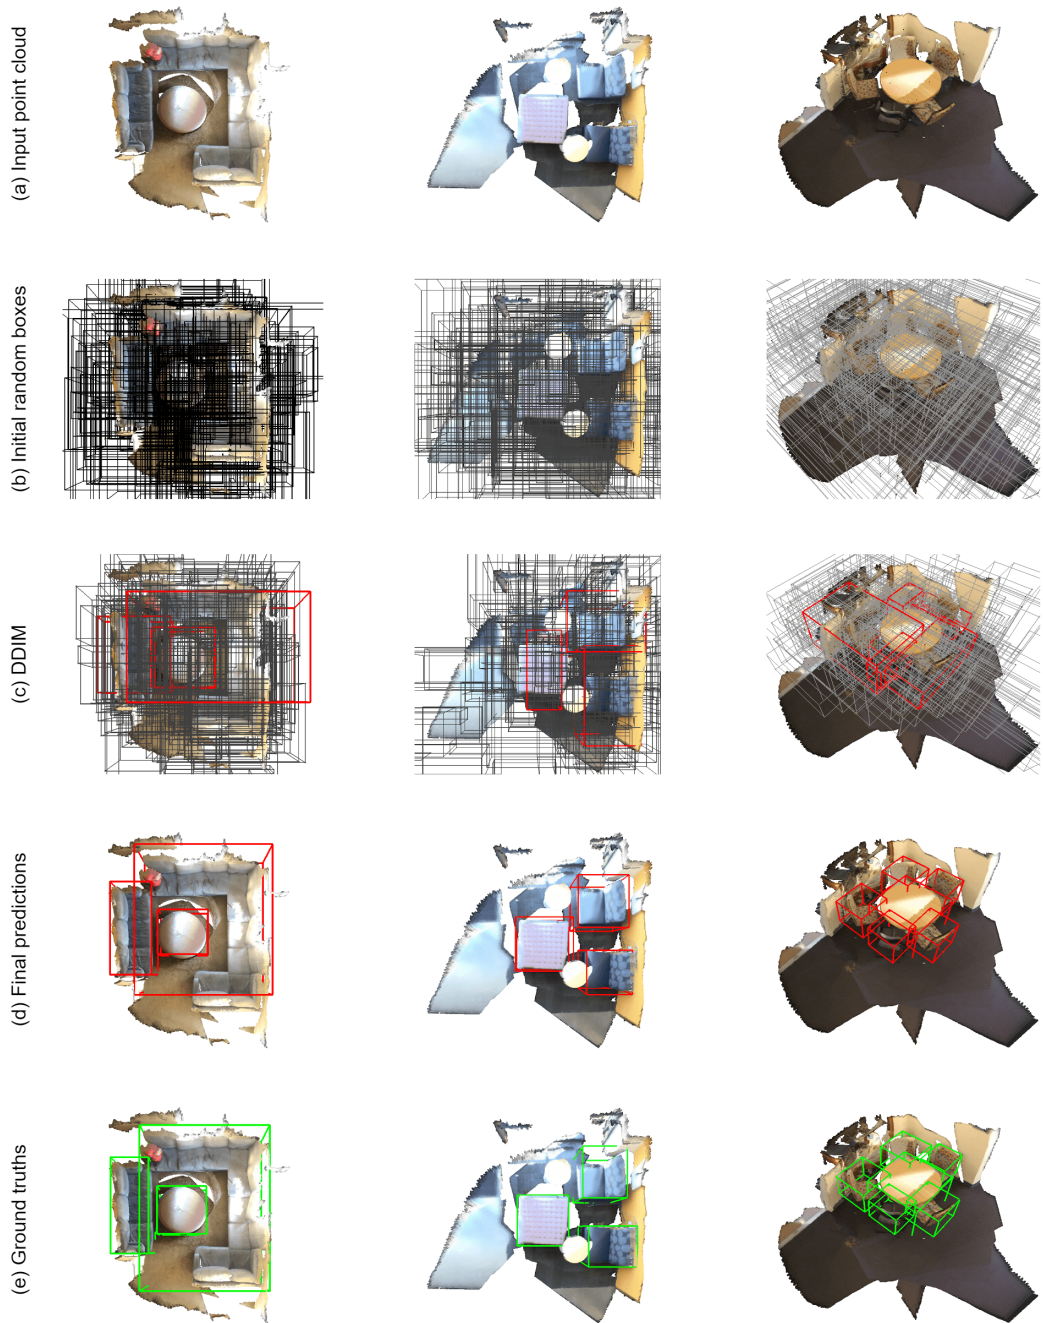 (a) Input point cloud
(b) Initial random boxes
(c) DDIM
(d) Final predictions
(e) Ground truths